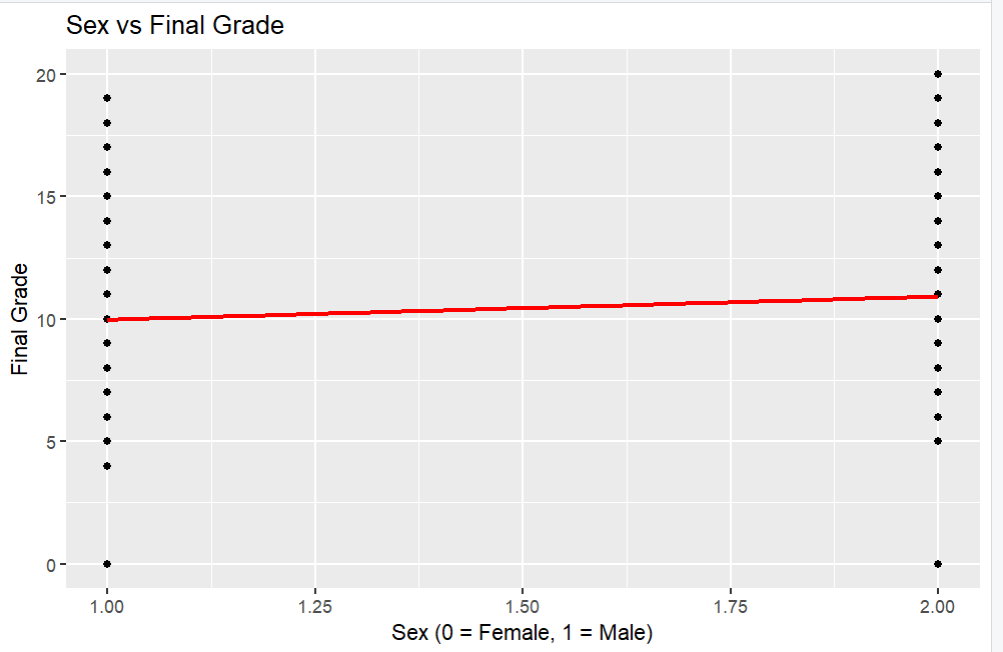 Sex vs Final Grade
20
15
10
5
0
Final Grade
1.00 1.25 1.50 1.75 2.00
Sex (0 = Female, 1 = Male)